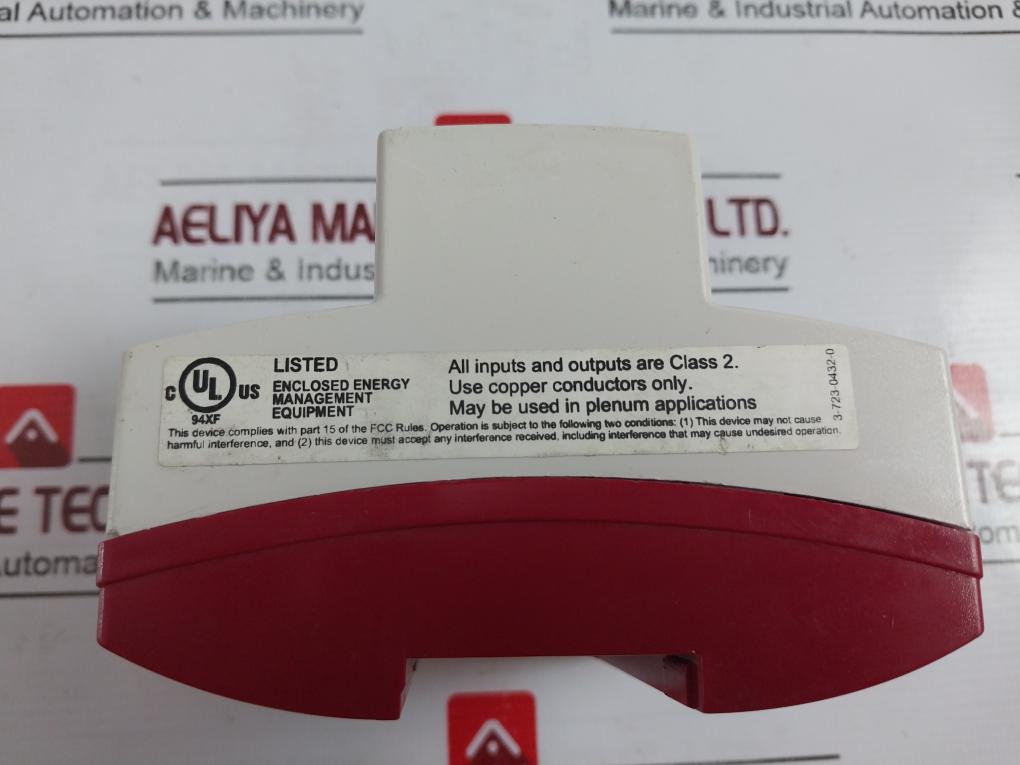 al Automation & Machinery
Marine & Industrial Automation &
AELIYA MA
LTD.
Marine & Indus
hinery
C UL US
LISTED
94XF
ENCLOSED ENERGY
MANAGEMENT
EQUIPMENT
All inputs and outputs are Class 2.
Use copper conductors only.
May be used in plenum applications
This device complies with part 15 of the FCC Rules. Operation is subject to the following two conditions: (1) This device may not cause
harmful interference, and (2) this device must accept any interference received, including interference that may cause undesired operation.
3-723-0432-0
E TEC
utoma
TE
om